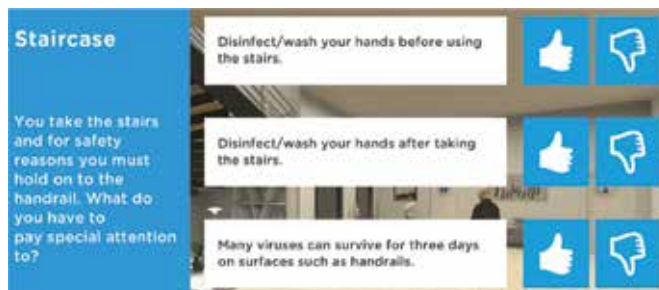 Staircase
You take the stairs
and for safety
reasons you must
hold on to the
handrail. What do
you have to
pay special attention
to?
Disinfect/wash your hands before using
the stairs.
Disinfect/wash your hands after taking
the stairs.
Many viruses can survive for three days
on surfaces such as handrails.